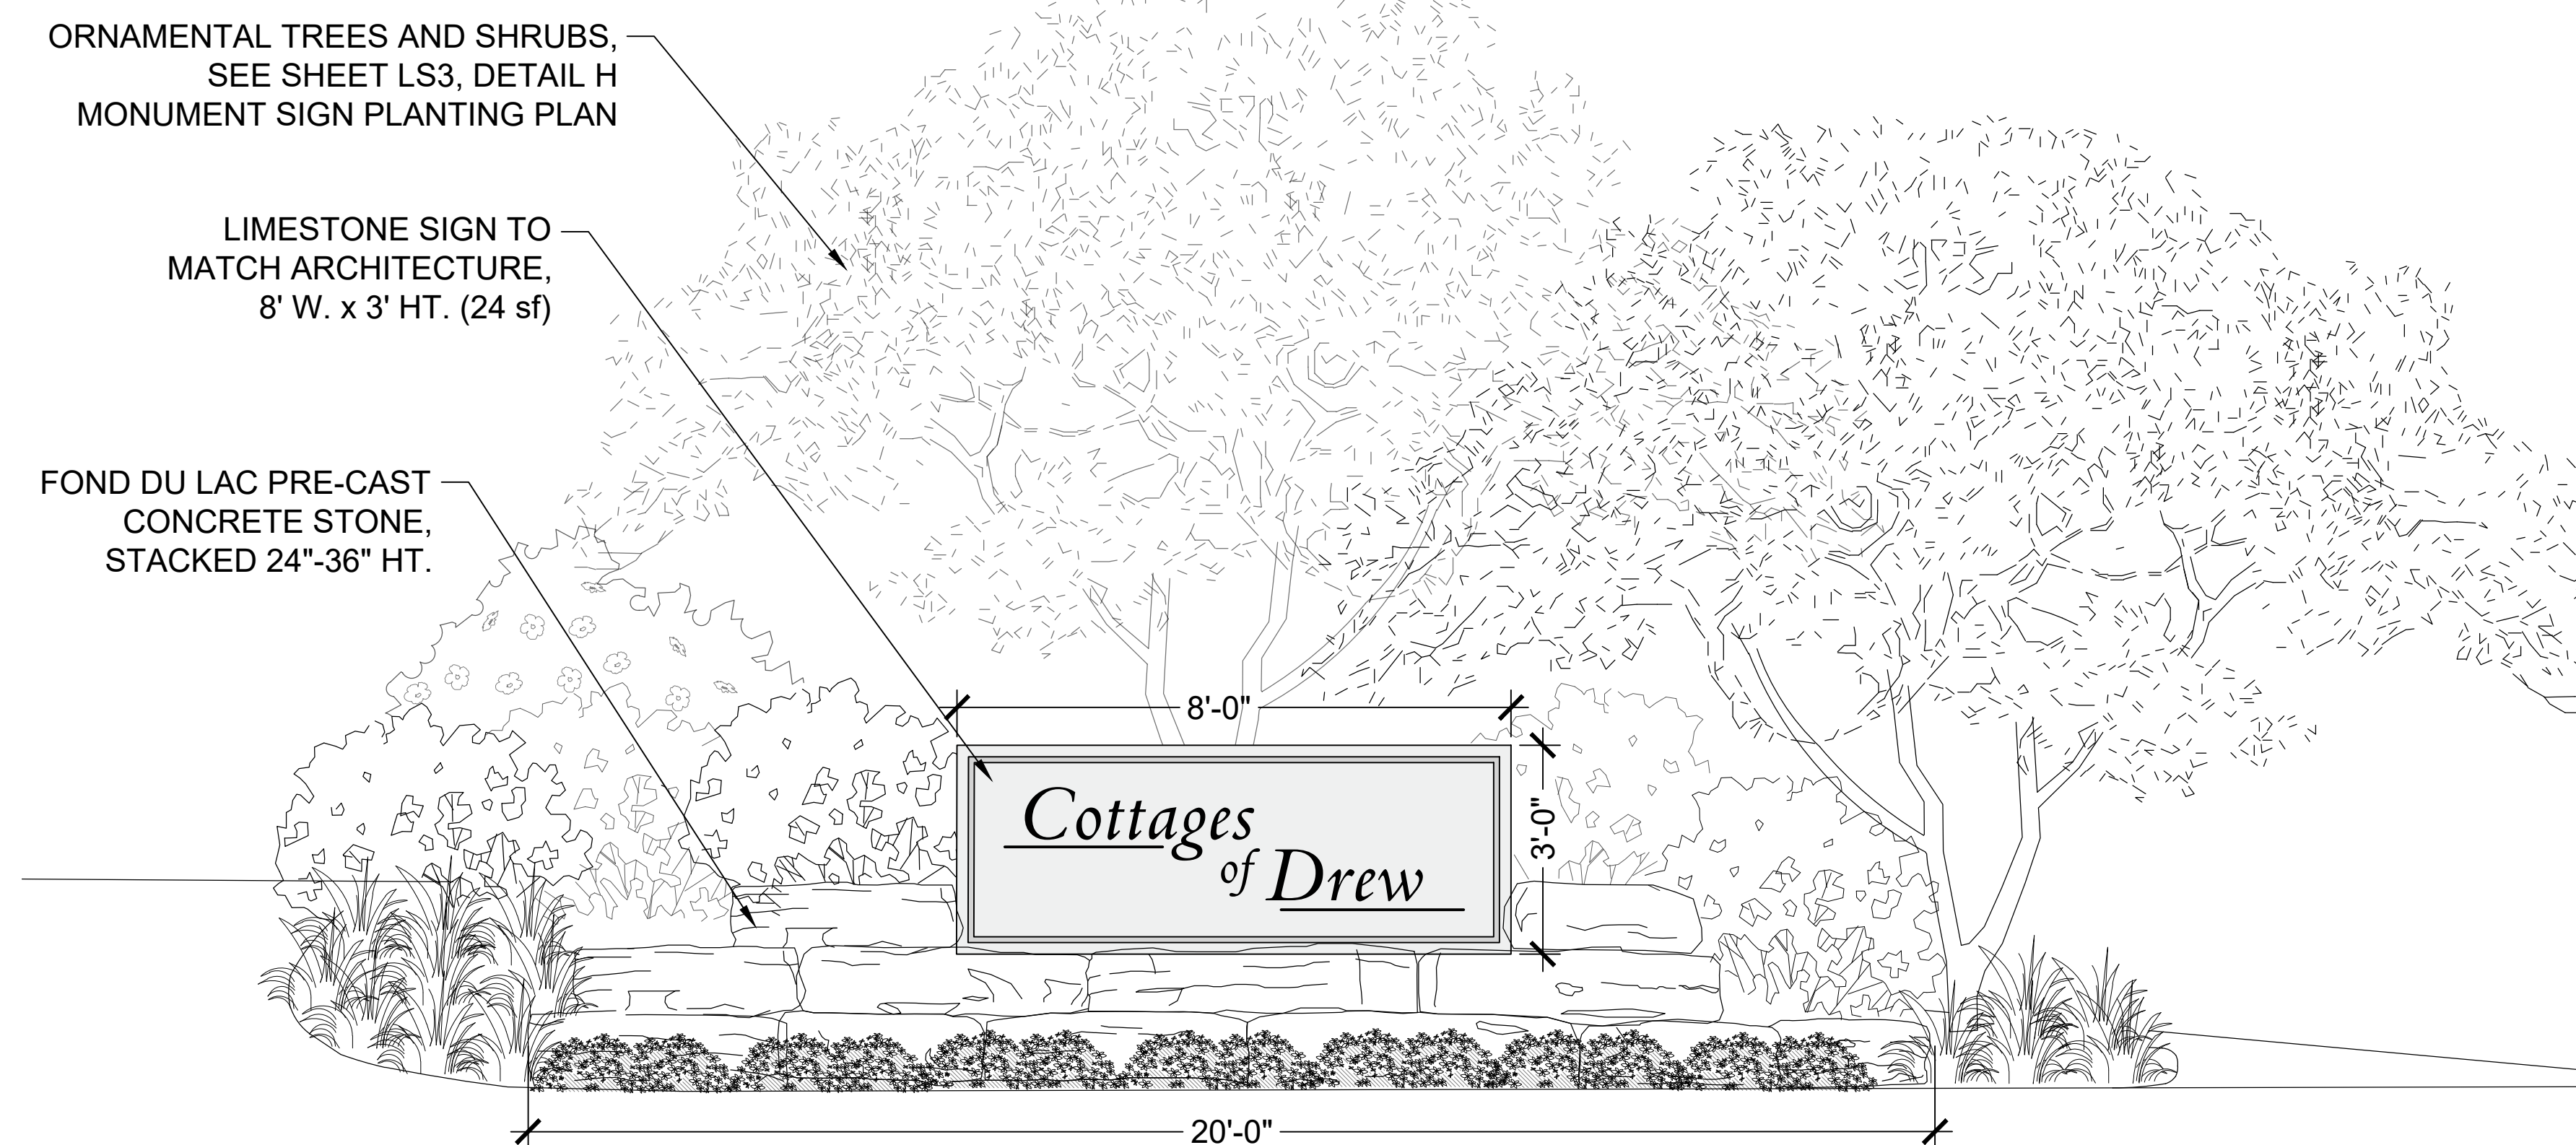 ORNAMENTAL TREES AND SHRUBS,
SEE SHEET LS3, DETAIL H
MONUMENT SIGN PLANTING PLAN
LIMESTONE SIGN TO
MATCH ARCHITECTURE,
8' W. x 3' HT. (24 sf)
FOND DU LAC PRE-CAST
CONCRETE STONE,
STACKED 24"-36" HT.
8'-0"
Cottages
of Drew
3'-0"
20'-0"